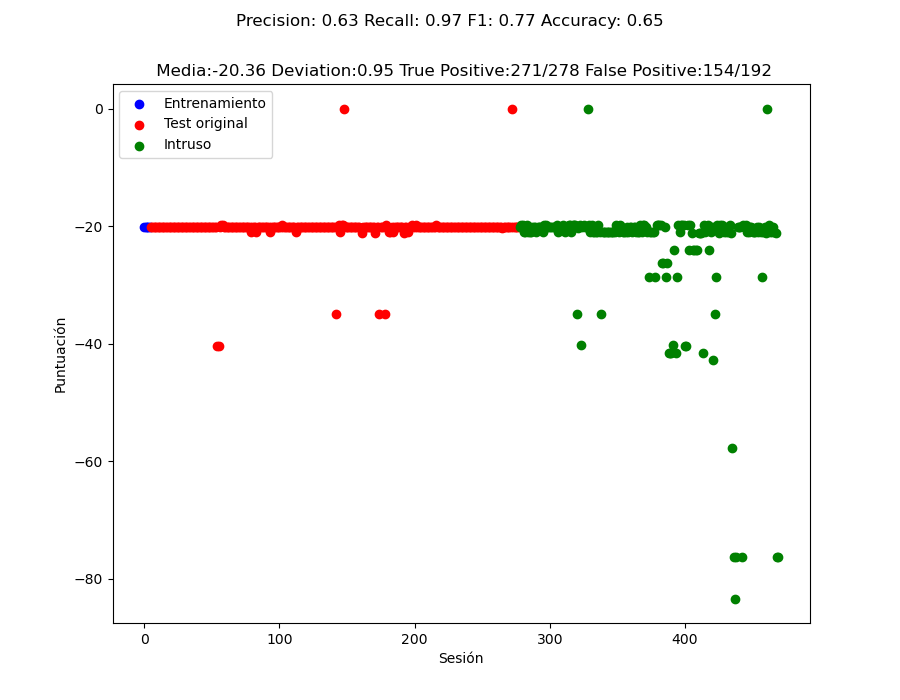 Precision: 0.63 Recall: 0.97 F1: 0.77 Accuracy: 0.65
Media:-20.36 Deviation:0.95 True Positive:271/278 False Positive:154/192
Entrenamiento
Test original
Intruso
0
−20
−40
−60
−80
Puntuación
0 100 200 300 400
Sesión